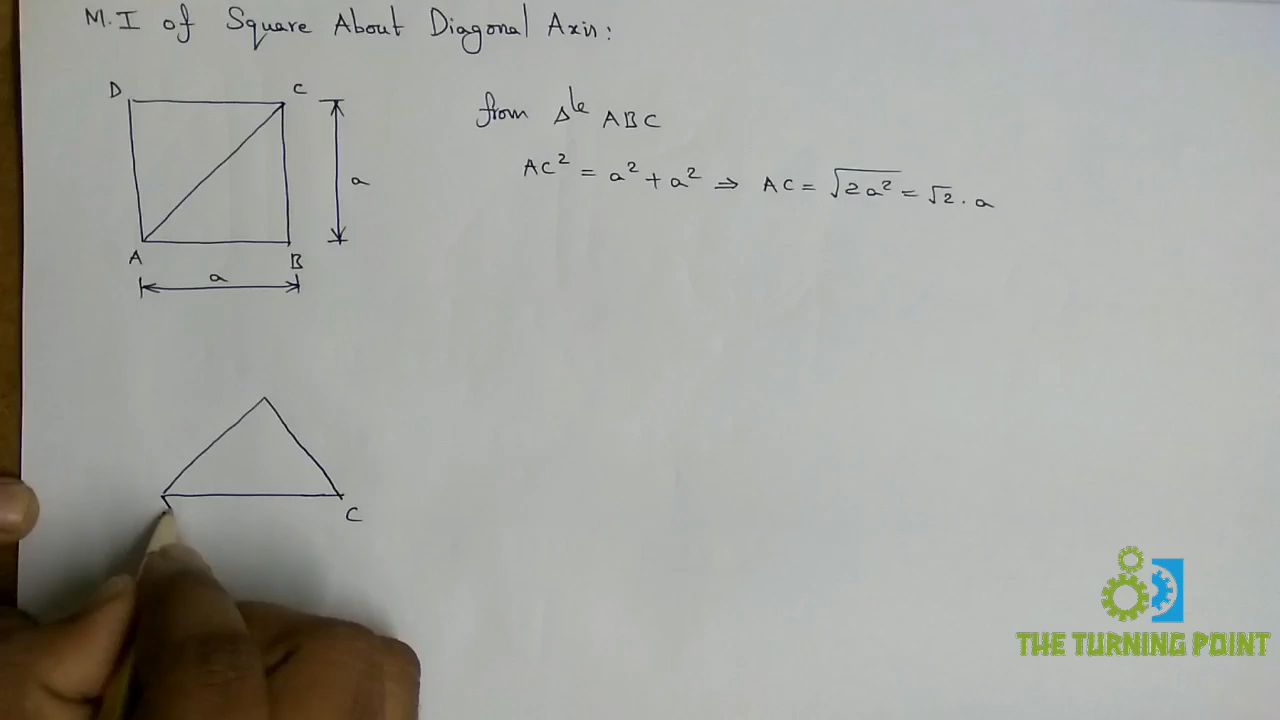 M.I of Square About Diagonal Axis:
D
C
from Δle ABC
AC² = a² + a² ⇒ AC = √2a² = √2 . a
a
A
B
a
C
THE TURNING POINT